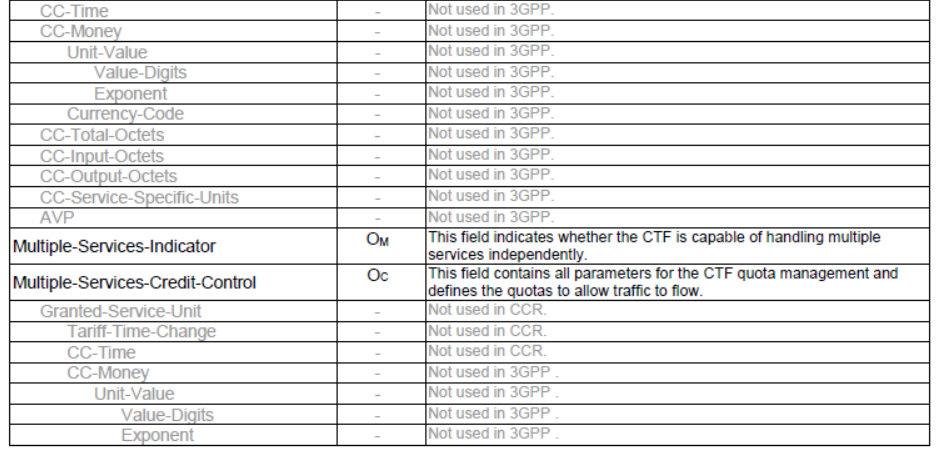 CC-Time - Not used in 3GPP.
CC-Money - Not used in 3GPP.
Unit-Value - Not used in 3GPP.
Value-Digits - Not used in 3GPP.
Exponent - Not used in 3GPP.
Currency-Code - Not used in 3GPP.
CC-Total-Octets - Not used in 3GPP.
CC-Input-Octets - Not used in 3GPP.
CC-Output-Octets - Not used in 3GPP.
CC-Service-Specific-Units - Not used in 3GPP.
AVP - Not used in 3GPP.
Multiple-Services-Indicator OM This field indicates whether the CTF is capable of handling multiple
services independently.
Multiple-Services-Credit-Control OC This field contains all parameters for the CTF quota management and
defines the quotas to allow traffic to flow.
Granted-Service-Unit - Not used in CCR.
Tariff-Time-Change - Not used in CCR.
CC-Time - Not used in CCR.
CC-Money - Not used in 3GPP .
Unit-Value - Not used in 3GPP .
Value-Digits - Not used in 3GPP .
Exponent - Not used in 3GPP .